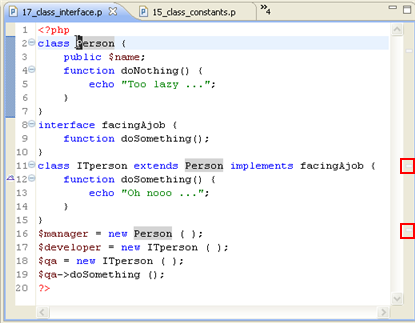 17_class_interface.p
15_class_constants.p
4
1 <?php
2 class Person {
3 public $name;
4 function doNothing() {
5 echo "Too lazy ...";
6 }
7 }
8 interface facingAjob {
9 function doSomething();
10 }
11 class ITperson extends Person implements facingAjob {
12 function doSomething() {
13 echo "Oh nooo ...";
14 }
15 }
16 $manager = new Person ( );
17 $developer = new ITperson ( );
18 $qa = new ITperson ( );
19 $qa->doSomething ();
20 ?>